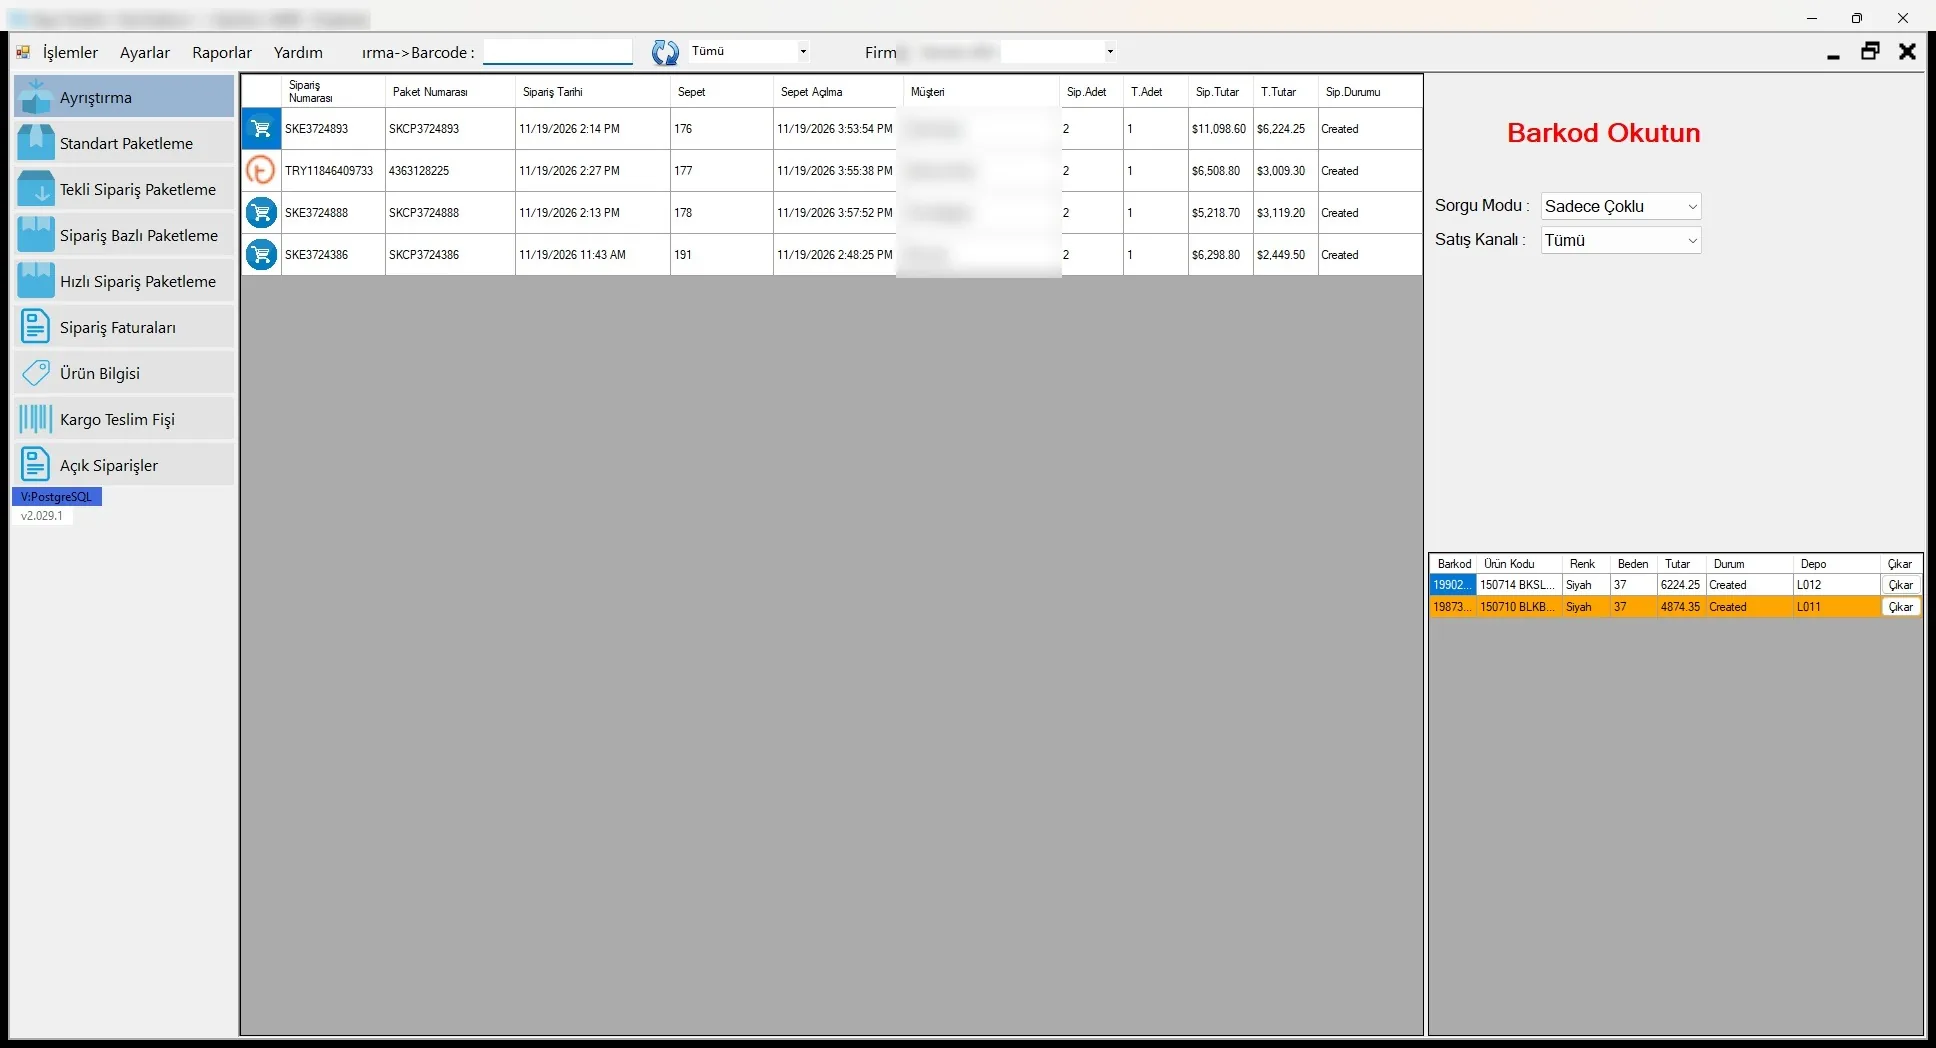 İşlemler Ayarlar Raporlar Yardım ırma->Barcode : Tümü Firm
Ayrıştırma
Standart Paketleme
Tekli Sipariş Paketleme
Sipariş Bazlı Paketleme
Hızlı Sipariş Paketleme
Sipariş Faturaları
Ürün Bilgisi
Kargo Teslim Fişi
Açık Siparişler
V:PostgreSQL
v2.029.1
Sipariş Numarası Paket Numarası Sipariş Tarihi Sepet Sepet Açılma Müşteri Sip.Adet T.Adet Sip.Tutar T.Tutar Sip.Durumu
SKE3724893 SKCP3724893 11/19/2026 2:14 PM 176 11/19/2026 3:53:54 PM 2 1 $11,098.60 $6,224.25 Created
TRY11846409733 4363128225 11/19/2026 2:27 PM 177 11/19/2026 3:55:38 PM 2 1 $6,508.80 $3,009.30 Created
SKE3724888 SKCP3724888 11/19/2026 2:13 PM 178 11/19/2026 3:57:52 PM 2 1 $5,218.70 $3,119.20 Created
SKE3724386 SKCP3724386 11/19/2026 11:43 AM 191 11/19/2026 2:48:25 PM 2 1 $6,298.80 $2,449.50 Created
Barkod Okutun
Sorgu Modu : Sadece Çoklu
Satış Kanalı : Tümü
Barkod Ürün Kodu Renk Beden Tutar Durum Depo Çıkar
19902... 150714 BKSL... Siyah 37 6224.25 Created L012 Çıkar
19873... 150710 BLKB... Siyah 37 4874.35 Created L011 Çıkar